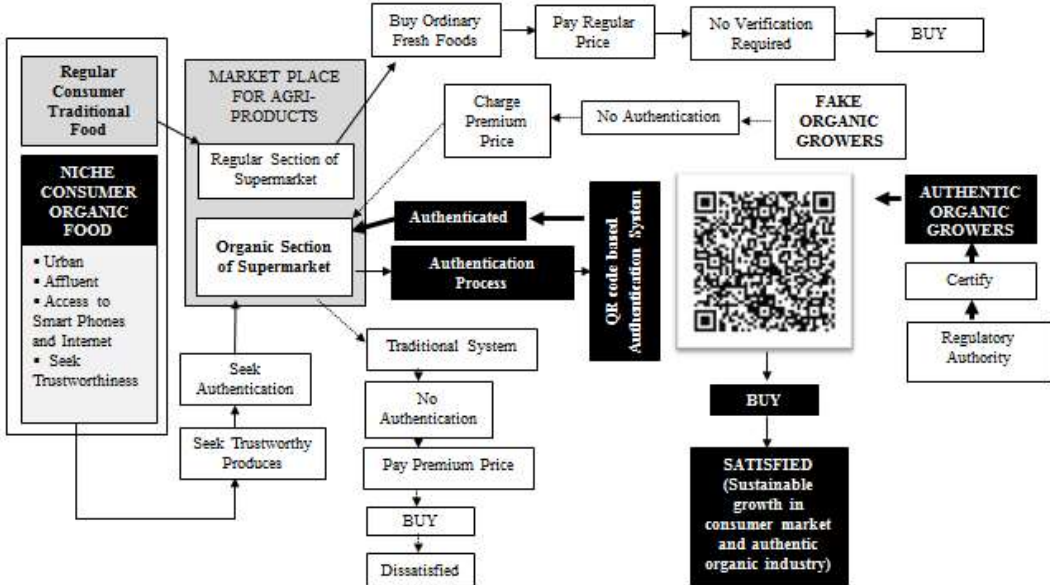 Regular
Consumer
Traditional
Food
NICHE
CONSUMER
ORGANIC
FOOD
▪ Urban
▪ Affluent
▪ Access to
Smart Phones
and Internet
▪ Seek
Trustworthiness
MARKET PLACE
FOR AGRI-
PRODUCTS
Regular Section of
Supermarket
Organic Section
of Supermarket
Seek
Authentication
Seek Trustworthy
Produces
Buy Ordinary
Fresh Foods
Pay Regular
Price
No Verification
Required
BUY
Charge
Premium
Price
No Authentication
FAKE
ORGANIC
GROWERS
Authenticated
Authentication
Process
QR code based
Authentication System
AUTHENTIC
ORGANIC
GROWERS
Certify
Regulatory
Authority
Traditional System
No
Authentication
Pay Premium Price
BUY
Dissatisfied
BUY
SATISFIED
(Sustainable
growth in
consumer market
and authentic
organic industry)